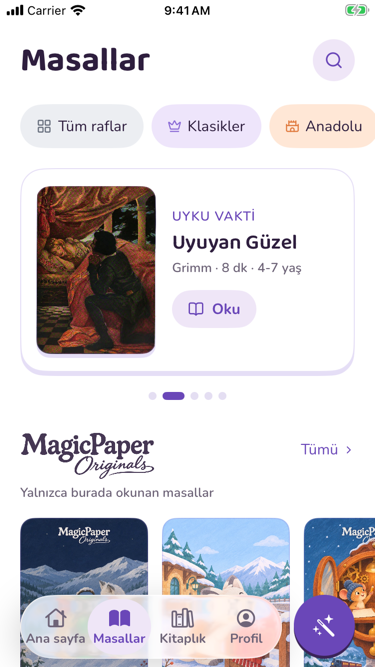 Carrier
9:41 AM
Masallar
Tüm raflar
Klasikler
Anadolu
UYKU VAKTİ
Uyuyan Güzel
Grimm · 8 dk · 4-7 yaş
Oku
MagicPaper
Originals
Tümü
Yalnızca burada okunan masallar
MagicPaper
Originals
MagicP
Origi
Ana sayfa
Masallar
Kitaplık
Profil